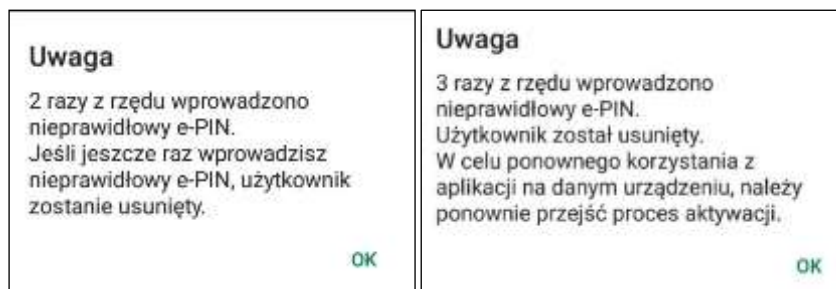 Uwaga
2 razy z rzędu wprowadzono
nieprawidłowy e-PIN.
Jeśli jeszcze raz wprowadzisz
nieprawidłowy e-PIN, użytkownik
zostanie usunięty.
OK
Uwaga
3 razy z rzędu wprowadzono
nieprawidłowy e-PIN.
Użytkownik został usunięty.
W celu ponownego korzystania z
aplikacji na danym urządzeniu, należy
ponownie przejść proces aktywacji.
OK